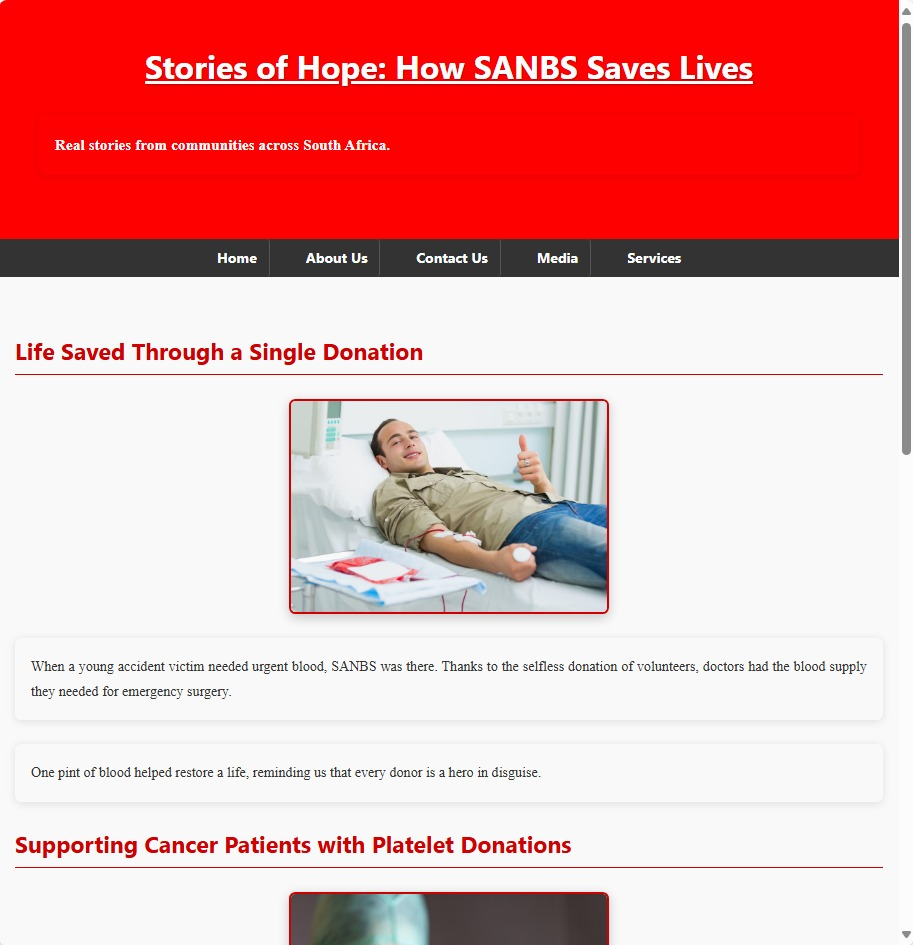 Stories of Hope: How SANBS Saves Lives
Real stories from communities across South Africa.
Home
About Us
Contact Us
Media
Services
Life Saved Through a Single Donation
When a young accident victim needed urgent blood, SANBS was there. Thanks to the selfless donation of volunteers, doctors had the blood supply
they needed for emergency surgery.
One pint of blood helped restore a life, reminding us that every donor is a hero in disguise.
Supporting Cancer Patients with Platelet Donations